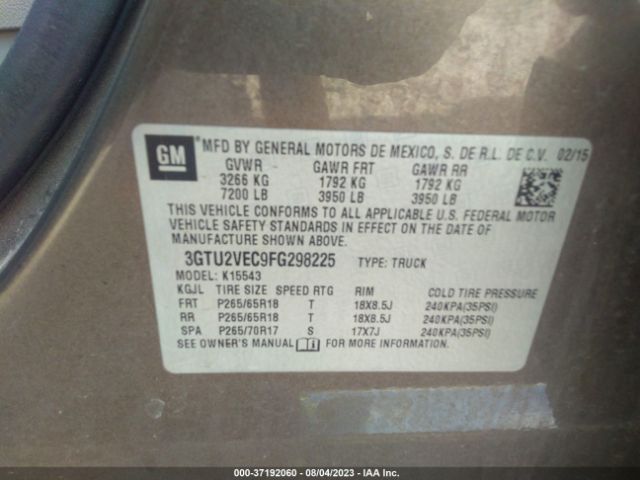 GM
MFD BY GENERAL MOTORS DE MEXICO, S. DE R.L. DE C.V. 02/15
GVWR GAWR FRT GAWR RR
3266 KG 1792 KG 1792 KG
7200 LB 3950 LB 3950 LB
THIS VEHICLE CONFORMS TO ALL APPLICABLE U.S. FEDERAL MOTOR
VEHICLE SAFETY STANDARDS IN EFFECT ON THE DATE OF
MANUFACTURE SHOWN ABOVE.
3GTU2VEC9FG298225 TYPE: TRUCK
MODEL: K15543
KGJL TIRE SIZE SPEED RTG RIM COLD TIRE PRESSURE
FRT P265/65R18 T 18X8.5J 240KPA(35PSI)
RR P265/65R18 T 18X8.5J 240KPA(35PSI)
SPA P265/70R17 S 17X7J 240KPA(35PSI)
SEE OWNER'S MANUAL FOR MORE INFORMATION.
000-37192060 - 08/04/2023 - IAA Inc.